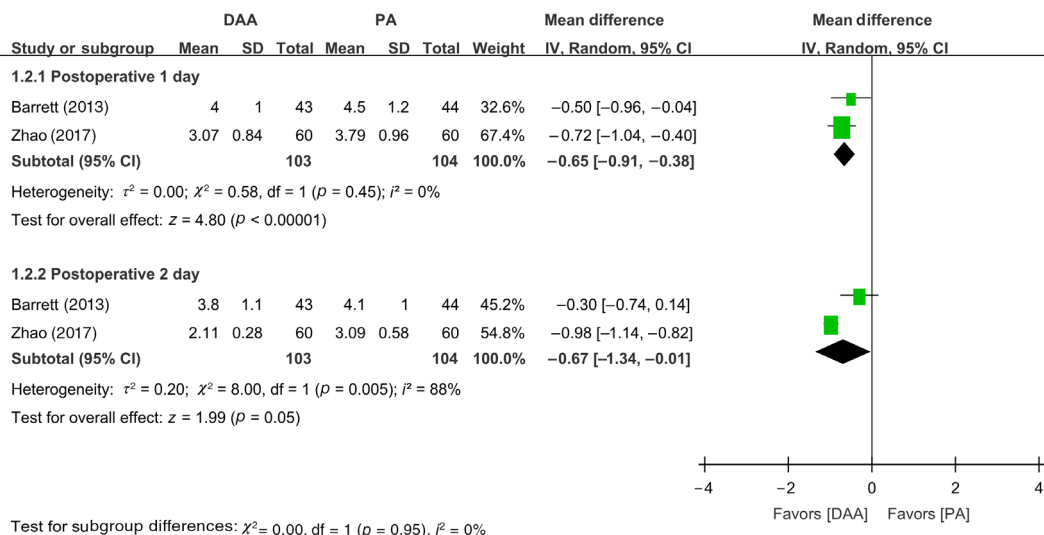 DAA PA Mean difference Mean difference
Study or subgroup Mean SD Total Mean SD Total Weight IV, Random, 95% CI IV, Random, 95% CI
1.2.1 Postoperative 1 day
Barrett (2013) 4 1 43 4.5 1.2 44 32.6% −0.50 [−0.96, −0.04]
Zhao (2017) 3.07 0.84 60 3.79 0.96 60 67.4% −0.72 [−1.04, −0.40]
Subtotal (95% CI) 103 104 100.0% −0.65 [−0.91, −0.38]
Heterogeneity: τ² = 0.00; χ² = 0.58, df = 1 (p = 0.45); i² = 0%
Test for overall effect: z = 4.80 (p < 0.00001)
1.2.2 Postoperative 2 day
Barrett (2013) 3.8 1.1 43 4.1 1 44 45.2% −0.30 [−0.74, 0.14]
Zhao (2017) 2.11 0.28 60 3.09 0.58 60 54.8% −0.98 [−1.14, −0.82]
Subtotal (95% CI) 103 104 100.0% −0.67 [−1.34, −0.01]
Heterogeneity: τ² = 0.20; χ² = 8.00, df = 1 (p = 0.005); i² = 88%
Test for overall effect: z = 1.99 (p = 0.05)
−4 −2 0 2 4
Favors [DAA] Favors [PA]
Test for subgroup differences: χ²= 0.00, df = 1 (p = 0.95), i² = 0%